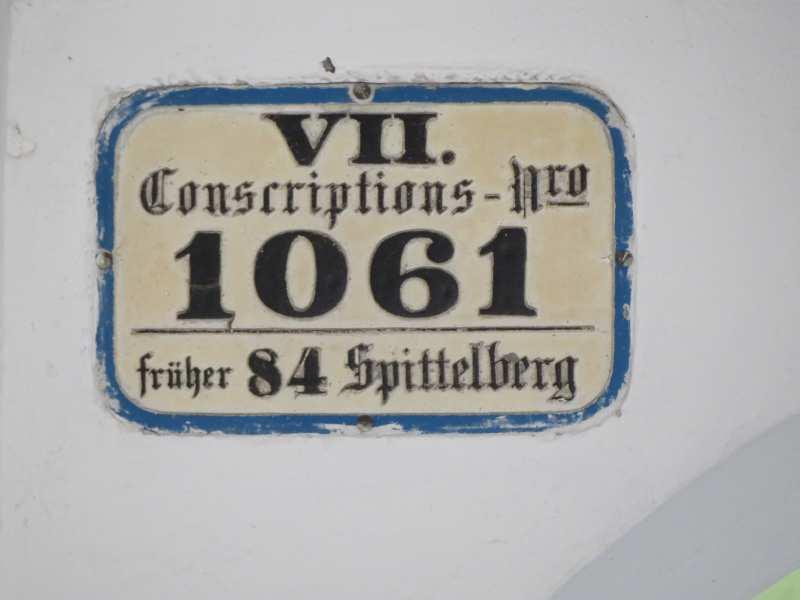 VII.
Conscriptions-Nro
1061
früher 84 Spittelberg